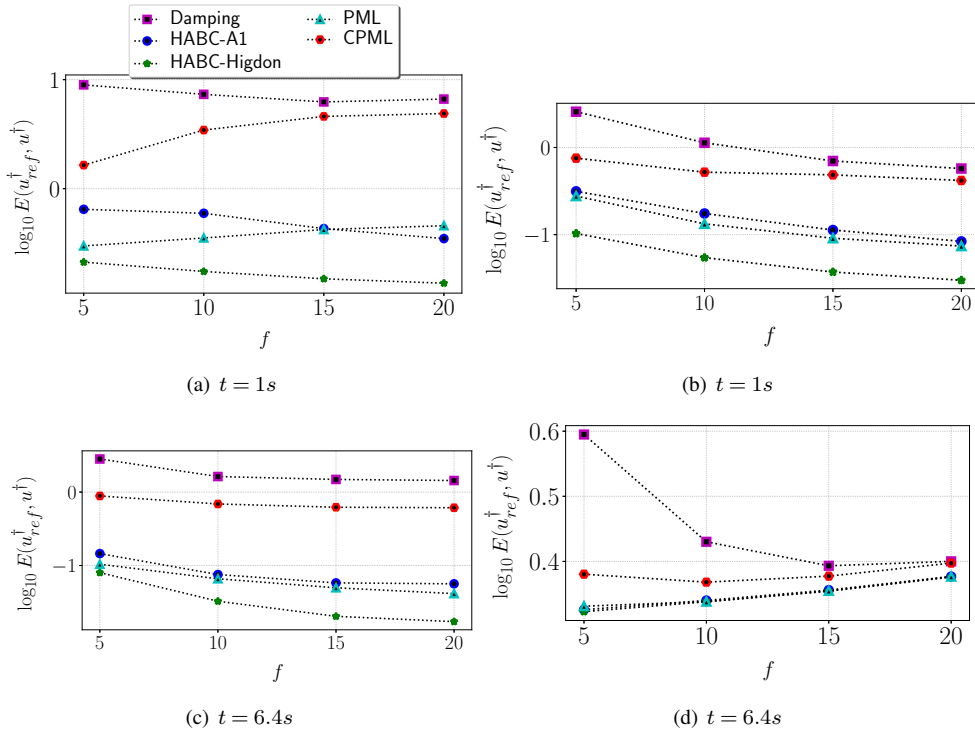 Damping
HABC-A1
HABC-Higdon
PML
CPML
log10 E(u†ref, u†)
1
0
5 10 15 20
f
(a) t = 1s
log10 E(u†ref, u†)
0
−1
5 10 15 20
f
(b) t = 1s
log10 E(u†ref, u†)
0
−1
5 10 15 20
f
(c) t = 6.4s
log10 E(u†ref, u†)
0.6
0.5
0.4
5 10 15 20
f
(d) t = 6.4s